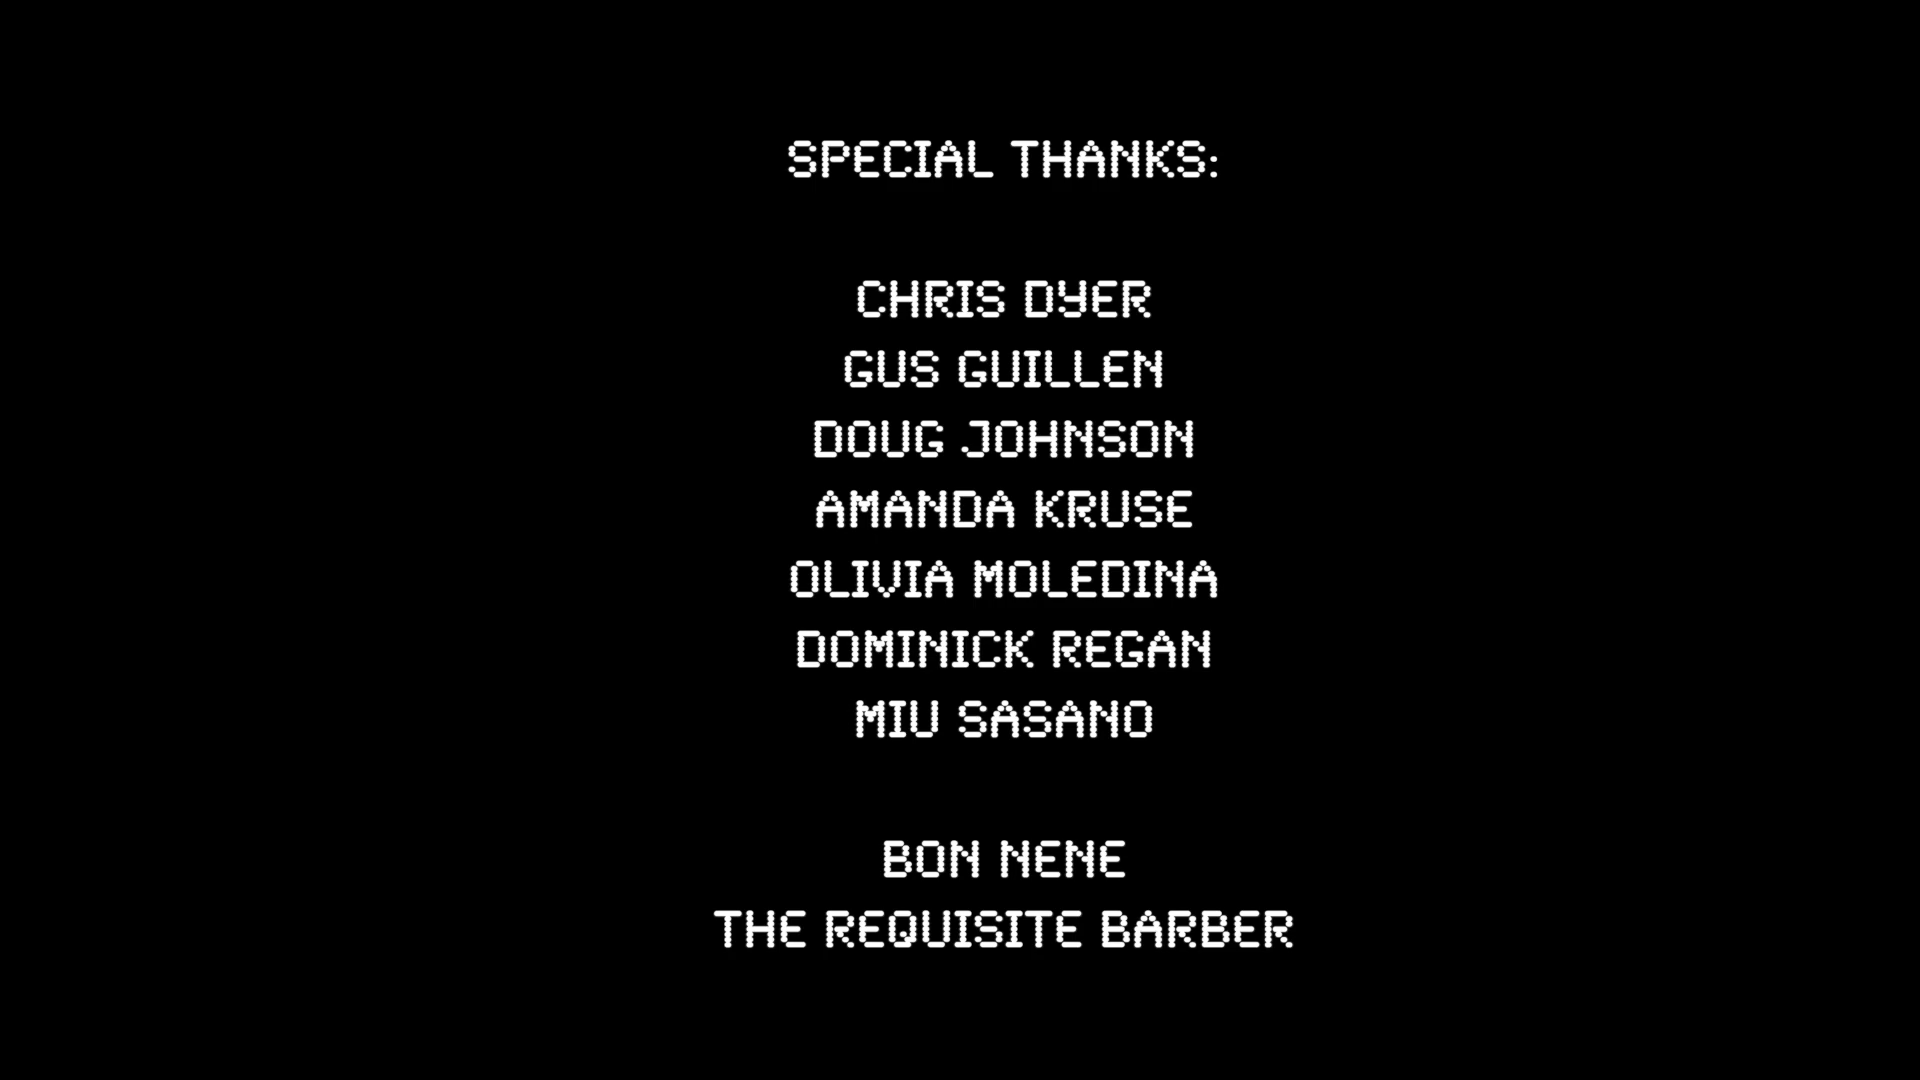 SPECIAL THANKS:
CHRIS DYER
GUS GUILLEN
DOUG JOHNSON
AMANDA KRUSE
OLIVIA MOLEDINA
DOMINICK REGAN
MIU SASANO
BON NENE
THE REQUISITE BARBER